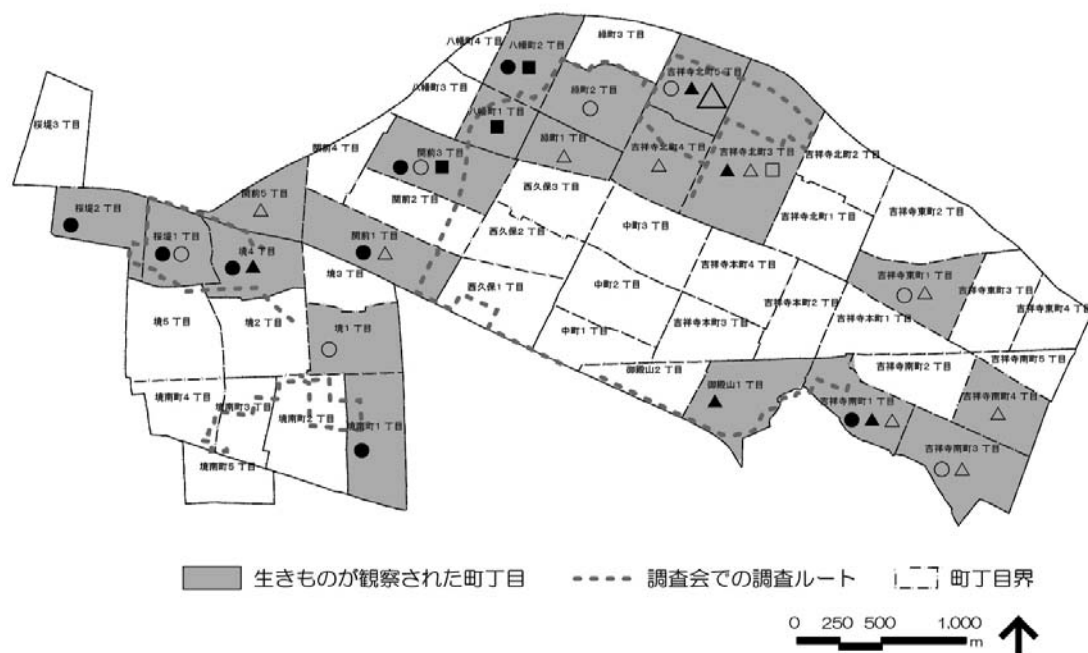 八幡町4 丁目
八幡町2 丁目
緑町3 丁目
吉祥寺北町5丁目
八幡町3 丁目
緑町2 丁目
桜堤3 丁目
八幡町1 丁目
関前4 丁目
関前3 丁目
緑町1 丁目
吉祥寺北町4 丁目
吉祥寺北町3 丁目
吉祥寺北町2 丁目
西久保3 丁目
関前2 丁目
桜堤2 丁目
関前5 丁目
吉祥寺北町1 丁目
吉祥寺東町2 丁目
中町3 丁目
西久保2 丁目
桜堤1 丁目
境4 丁目
関前1 丁目
境3 丁目
吉祥寺本町4 丁目
吉祥寺東町1 丁目
吉祥寺東町3 丁目
吉祥寺東町4 丁目
西久保1 丁目
中町2 丁目
吉祥寺本町2 丁目
吉祥寺本町1 丁目
境5丁目
境2 丁目
境1 丁目
中町1 丁目
吉祥寺本町3 丁目
吉祥寺南町5 丁目
吉祥寺南町2 丁目
御殿山2 丁目
御殿山1 丁目
境南町4 丁目
境南町3 丁目
境南町2 丁目
境南町1 丁目
吉祥寺南町1 丁目
吉祥寺南町4 丁目
吉祥寺南町3 丁目
境南町5 丁目
生きものが観察された町丁目
調査会での調査ルート
町丁目界
0 250 500 1,000
m